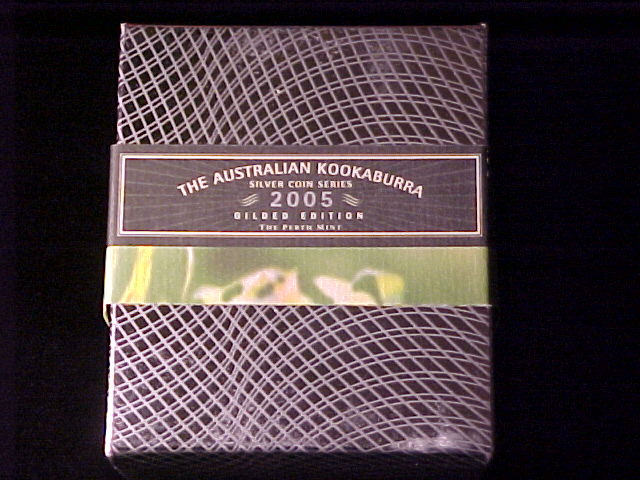 THE AUSTRALIAN KOOKABURRA
SILVER COIN SERIES
2005
GILDED EDITION
THE PERTH MINT